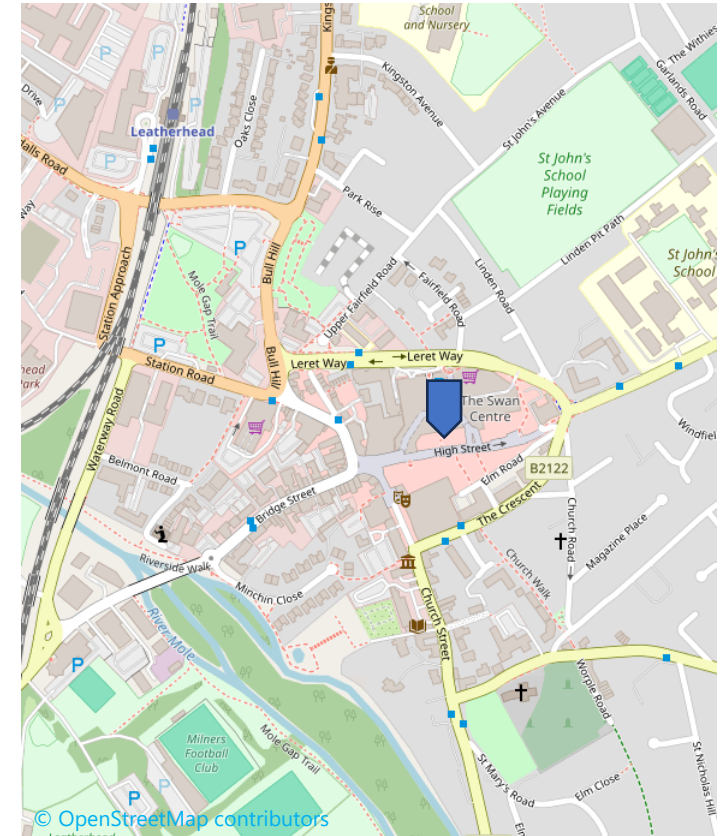 School
and Nursery
Kings
The Withies
Garlands Road
Kingston Avenue
Drive
Oaks Close
Leatherhead
St John's Avenue
St John's
School
Playing
Fields
Park Rise
Way
Station Approach
Bull Hill
Mole Gap Trail
Upper Fairfield Road
Fairfield Road
Linden Road
Linden Pit Path
St John's
School
Leret Way
Leret Way
Bull Hill
Station Road
ead
Park
The Swan
Centre
Waterway Road
High Street
Belmont Road
Elm Road
B2122
Windfield
Bridge Street
The Crescent
Church Road
Magazine Place
Riverside Walk
Church Walk
Minchin Close
River Mole
Church Street
Worple Road
Milners
Football
Club
Mole Gap Trail
St Mary's Road
Elm Close
St Nicholas Hill
© OpenStreetMap contributors